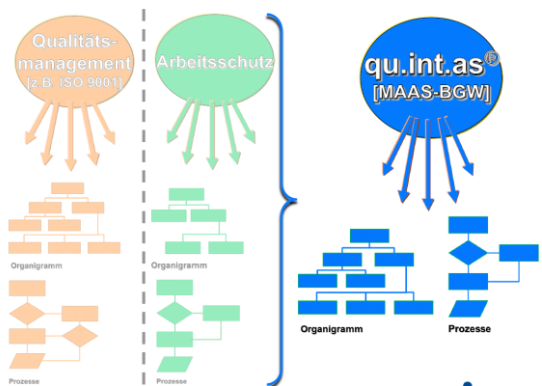 Qualitäts-
management
[z.B. ISO 9001]
Organigramm
Prozesse
Arbeitsschutz
Organigramm
Prozesse
qu.int.as®
[MAAS-BGW]
Organigramm
Prozesse